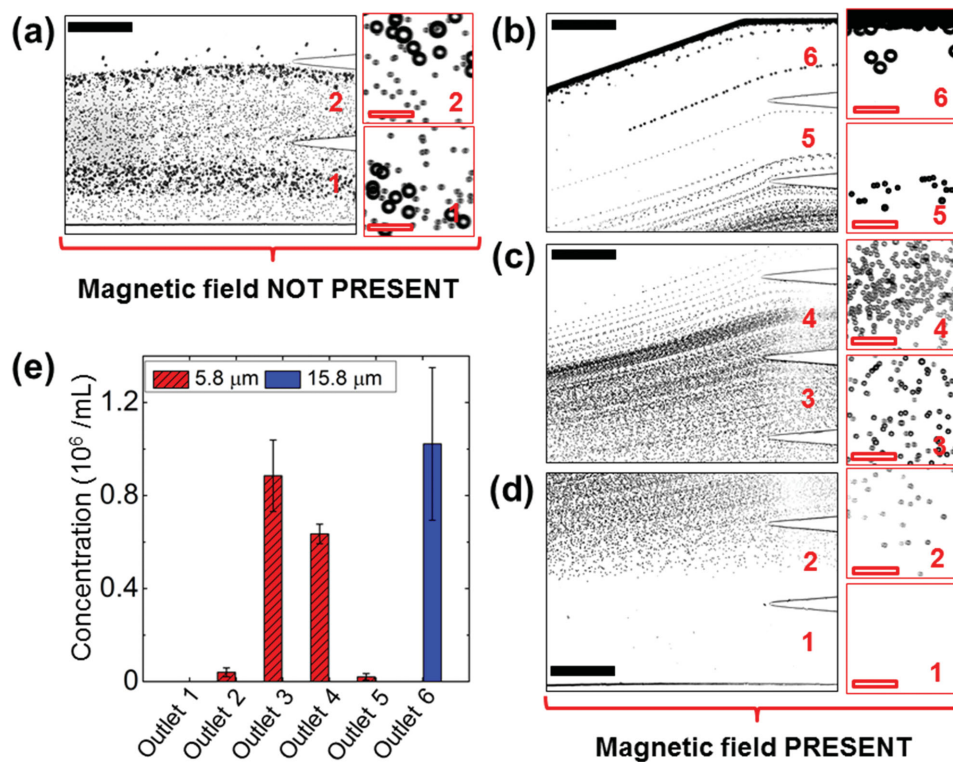 (a)
2
1
2
1
Magnetic field NOT PRESENT
(b)
6
5
6
5
(c)
4
3
4
3
(d)
2
1
2
1
Magnetic field PRESENT
(e)
5.8 μm 15.8 μm
Concentration (10⁶ /mL)
1.2
0.8
0.4
0
Outlet 1
Outlet 2
Outlet 3
Outlet 4
Outlet 5
Outlet 6